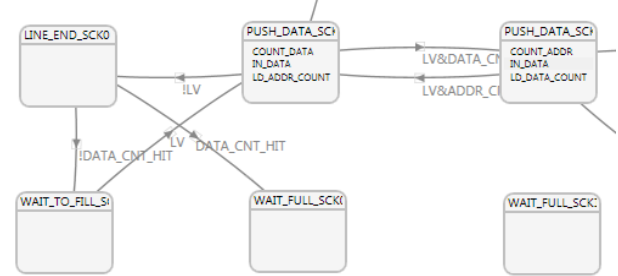 LINE_END_SCK0
PUSH_DATA_SCK
COUNT_DATA
IN_DATA
LD_ADDR_COUNT
PUSH_DATA_SCK
COUNT_ADDR
IN_DATA
LD_DATA_COUNT
LV&DATA_CN
!LV
LV&ADDR_C
LV
DATA_CNT_HIT
!DATA_CNT_HIT
WAIT_TO_FILL_S
WAIT_FULL_SCK
WAIT_FULL_SCK